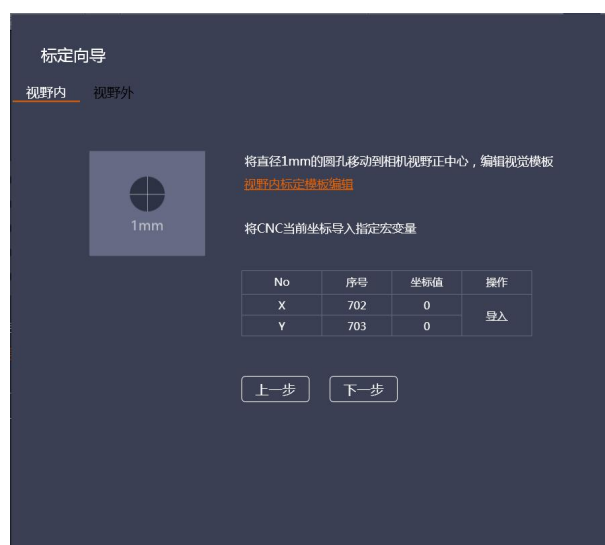 标定向导
视野内 视野外
将直径1mm的圆孔移动到相机视野正中心，编辑视觉模板
视野内标定模板编辑
1mm
将CNC当前坐标导入指定宏变量
No 序号 坐标值 操作
X 702 0 导入
Y 703 0
上一步 下一步